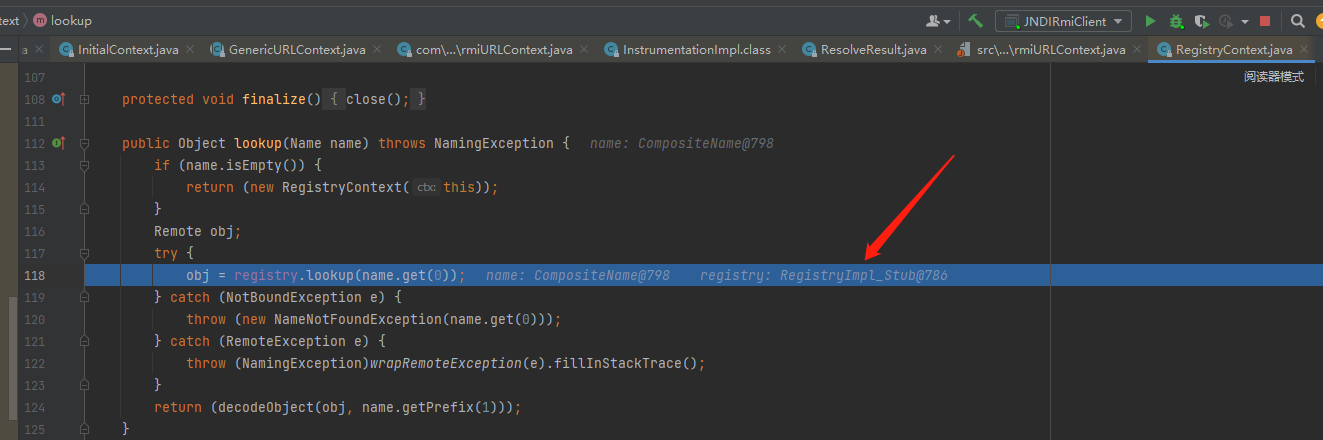 text 〉 m lookup
JNDIRmiClient
a InitialContext.java GenericURLContext.java com\...\rmiURLContext.java InstrumentationImpl.class ResolveResult.java src\...\rmiURLContext.java RegistryContext.java
阅读器模式
107
108 protected void finalize() { close(); }
111
112 public Object lookup(Name name) throws NamingException { name: CompositeName@798
113 if (name.isEmpty()) {
114 return (new RegistryContext( ctx: this));
115 }
116 Remote obj;
117 try {
118 obj = registry.lookup(name.get(0)); name: CompositeName@798 registry: RegistryImpl_Stub@786
119 } catch (NotBoundException e) {
120 throw (new NameNotFoundException(name.get(0)));
121 } catch (RemoteException e) {
122 throw (NamingException)wrapRemoteException(e).fillInStackTrace();
123 }
124 return (decodeObject(obj, name.getPrefix(1)));
125 }